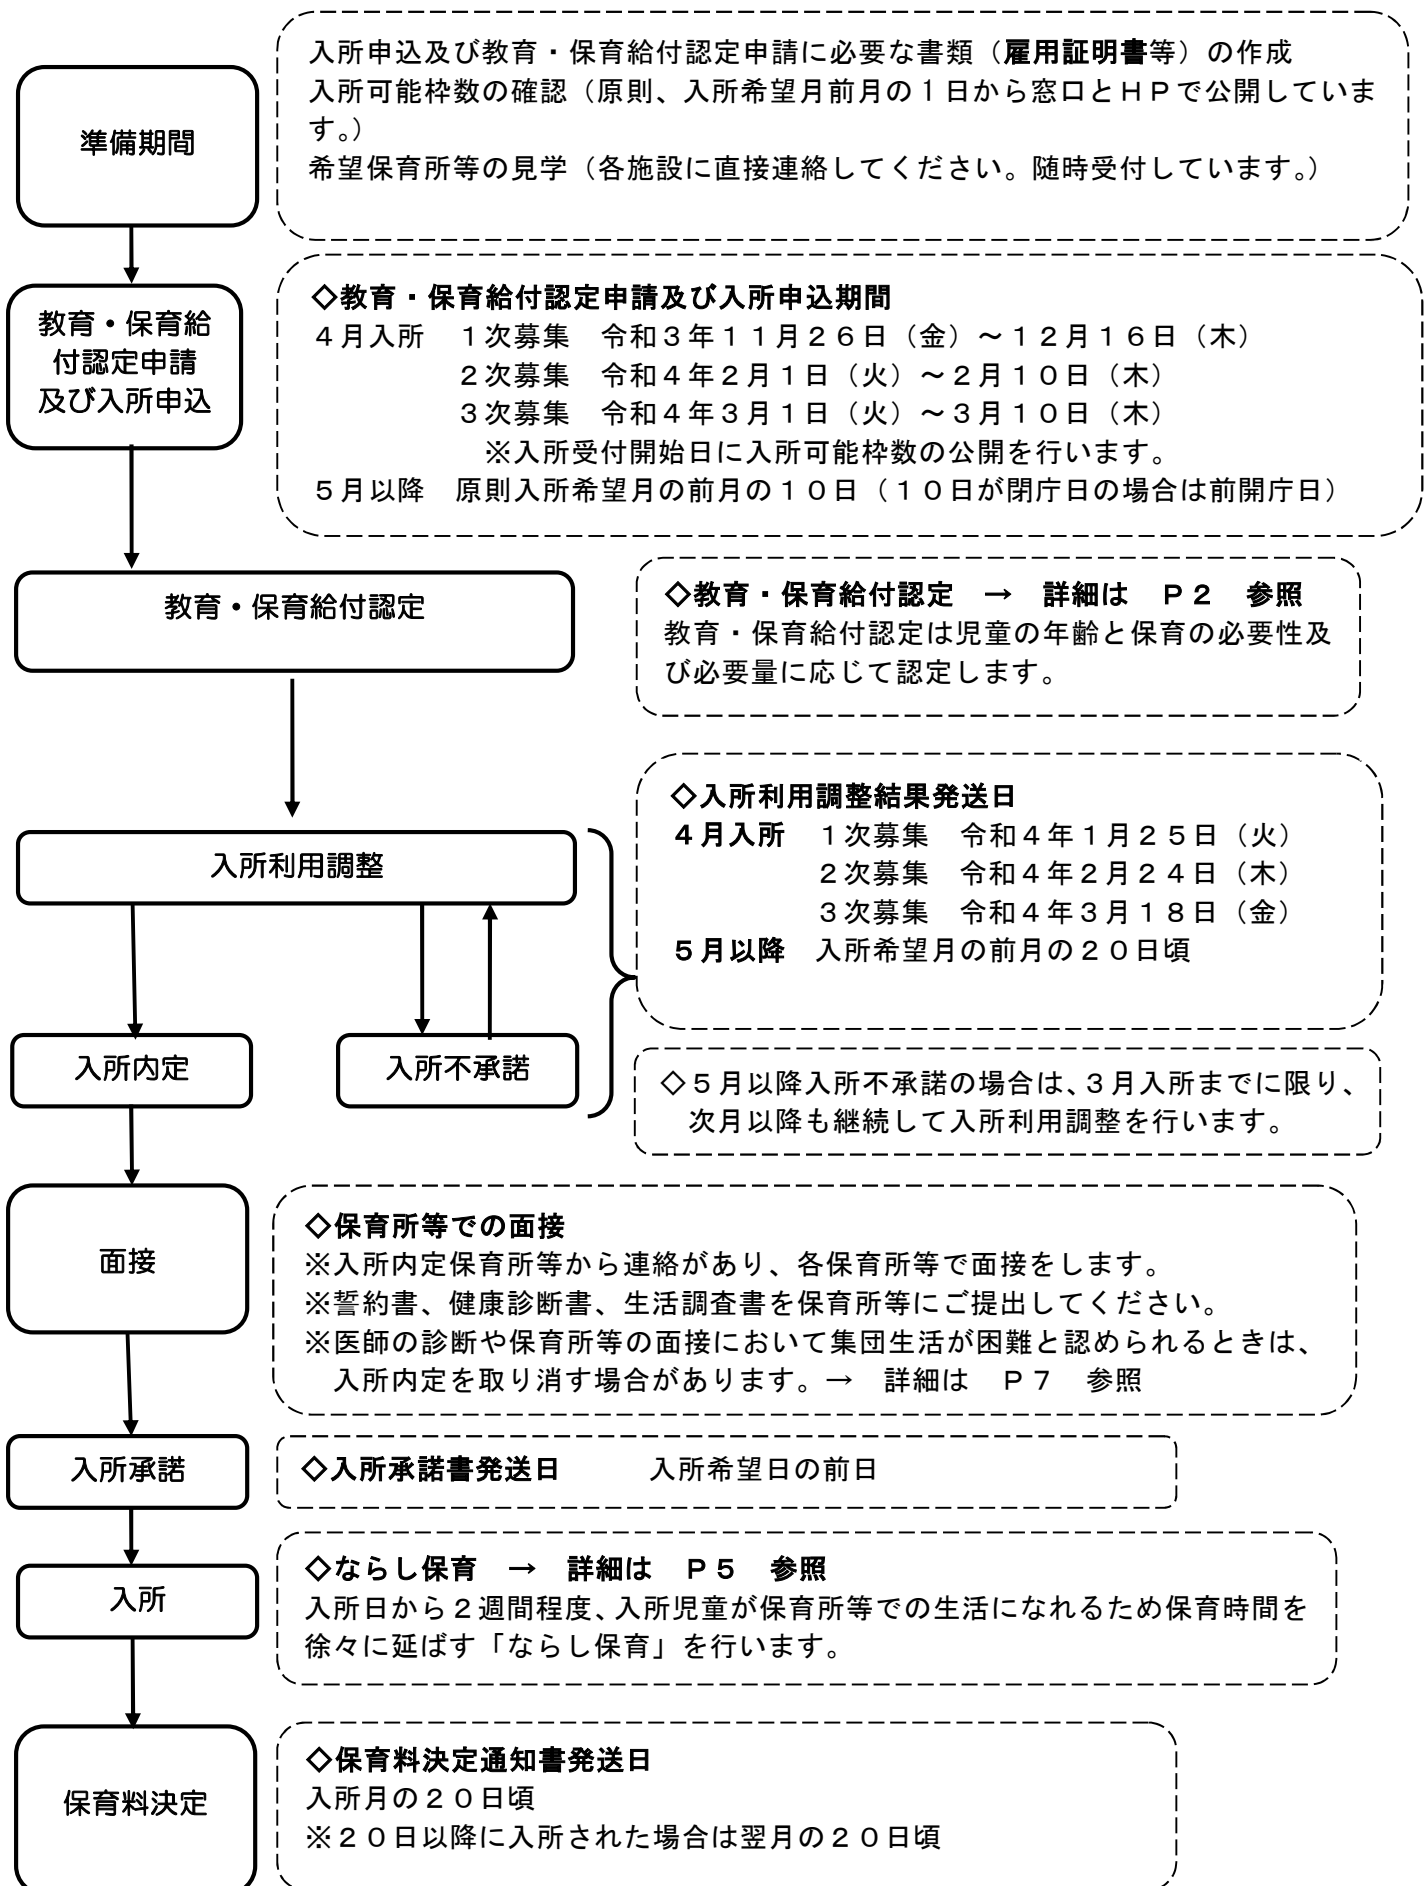 準備期間
入所申込及び教育・保育給付認定申請に必要な書類（雇用証明書等）の作成
入所可能枠数の確認（原則、入所希望月前月の１日から窓口とＨＰで公開していま
す。）
希望保育所等の見学（各施設に直接連絡してください。随時受付しています。）
教育・保育給
付認定申請
及び入所申込
◇教育・保育給付認定申請及び入所申込期間
４月入所　１次募集　令和３年１１月２６日（金）～１２月１６日（木）
２次募集　令和４年２月１日（火）～２月１０日（木）
３次募集　令和４年３月１日（火）～３月１０日（木）
※入所受付開始日に入所可能枠数の公開を行います。
５月以降　原則入所希望月の前月の１０日（１０日が閉庁日の場合は前開庁日）
教育・保育給付認定
◇教育・保育給付認定　→　詳細は　Ｐ２　参照
教育・保育給付認定は児童の年齢と保育の必要性及
び必要量に応じて認定します。
入所利用調整
◇入所利用調整結果発送日
４月入所　１次募集　令和４年１月２５日（火）
２次募集　令和４年２月２４日（木）
３次募集　令和４年３月１８日（金）
５月以降　入所希望月の前月の２０日頃
入所内定
入所不承諾
◇５月以降入所不承諾の場合は、３月入所までに限り、
次月以降も継続して入所利用調整を行います。
面接
◇保育所等での面接
※入所内定保育所等から連絡があり、各保育所等で面接をします。
※誓約書、健康診断書、生活調査書を保育所等にご提出してください。
※医師の診断や保育所等の面接において集団生活が困難と認められるときは、
入所内定を取り消す場合があります。→　詳細は　Ｐ７　参照
入所承諾
◇入所承諾書発送日　　　入所希望日の前日
入所
◇ならし保育　→　詳細は　Ｐ５　参照
入所日から２週間程度、入所児童が保育所等での生活になれるため保育時間を
徐々に延ばす「ならし保育」を行います。
保育料決定
◇保育料決定通知書発送日
入所月の２０日頃
※２０日以降に入所された場合は翌月の２０日頃